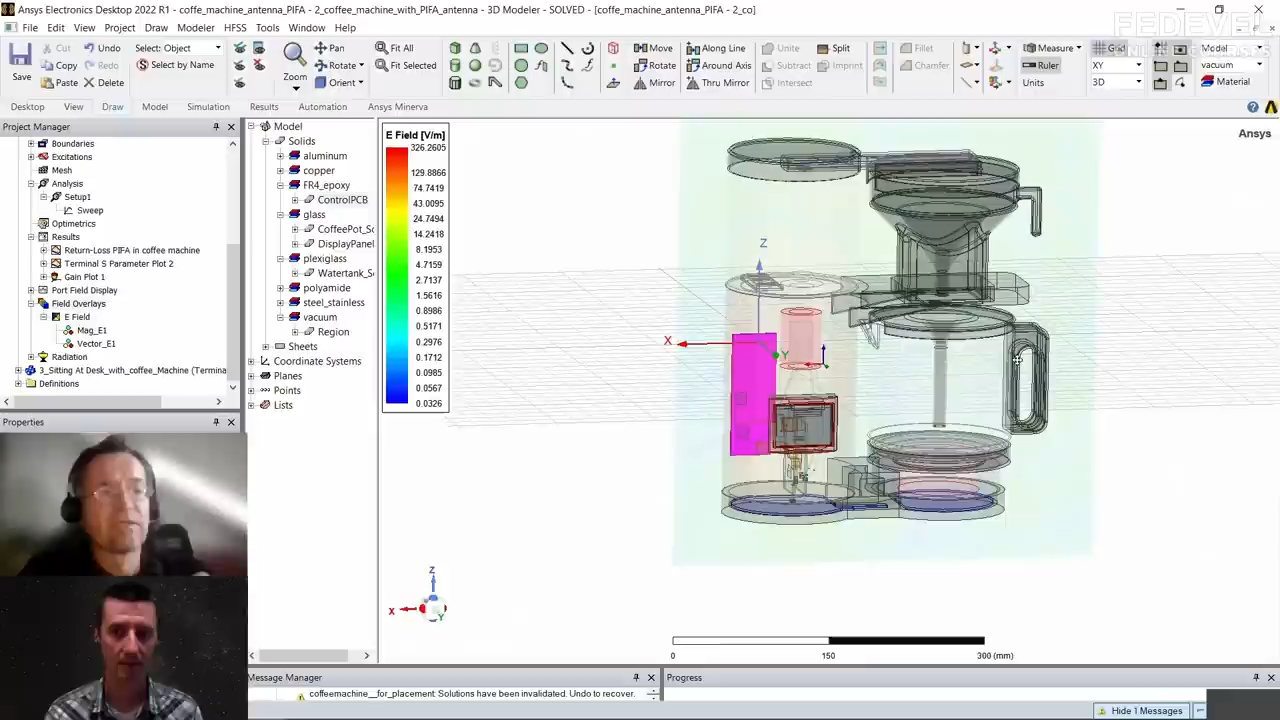 Ansys Electronics Desktop 2022 R1 - coffe_machine_antenna_PIFA - 2_coffee_machine_with_PIFA_antenna - 3D Modeler - SOLVED - [coffe_machine_antenna_PIFA - 2_co]
File Edit View Project Draw Modeler HFSS Tools Window Help
FEDEVEL
Save
Cut Undo Select: Object
Copy Redo Select by Name
Paste Delete
Zoom
Pan Fit All
Rotate Fit Selected
Orient
Move Along Line Unite Split Fillet
Rotate Around Axis Subtract Imprint Chamfer
Mirror Thru Mirror Intersect
Measure Grid Model
Ruler XY vacuum
Units 3D Material
Desktop View Draw Model Simulation Results Automation Ansys Minerva
Project Manager
Boundaries
Excitations
Mesh
Analysis
Setup1
Sweep
Optimetrics
Results
Return-Loss PIFA in coffee machine
Terminal S Parameter Plot 2
Gain Plot 1
Port Field Display
Field Overlays
E Field
Mag_E1
Vector_E1
Radiation
3_Sitting At Desk_with_coffee_Machine (Termina
Definitions
Properties
Model
Solids
aluminum
copper
FR4_epoxy
ControlPCB
glass
CoffeePot_Sc
DisplayPanel
plexiglass
Watertank_S
polyamide
steel_stainless
vacuum
Region
Sheets
Coordinate Systems
Planes
Points
Lists
E Field [V/m]
326.2605
129.8866
74.7419
43.0095
24.7494
14.2418
8.1953
4.7159
2.7137
1.5616
0.8986
0.5171
0.2976
0.1712
0.0985
0.0567
0.0326
Ansys
Z
X
Y
Z
X
Y
0 150 300 (mm)
Message Manager
coffeemachine__for_placement: Solutions have been invalidated. Undo to recover.
Progress
Hide 1 Messages